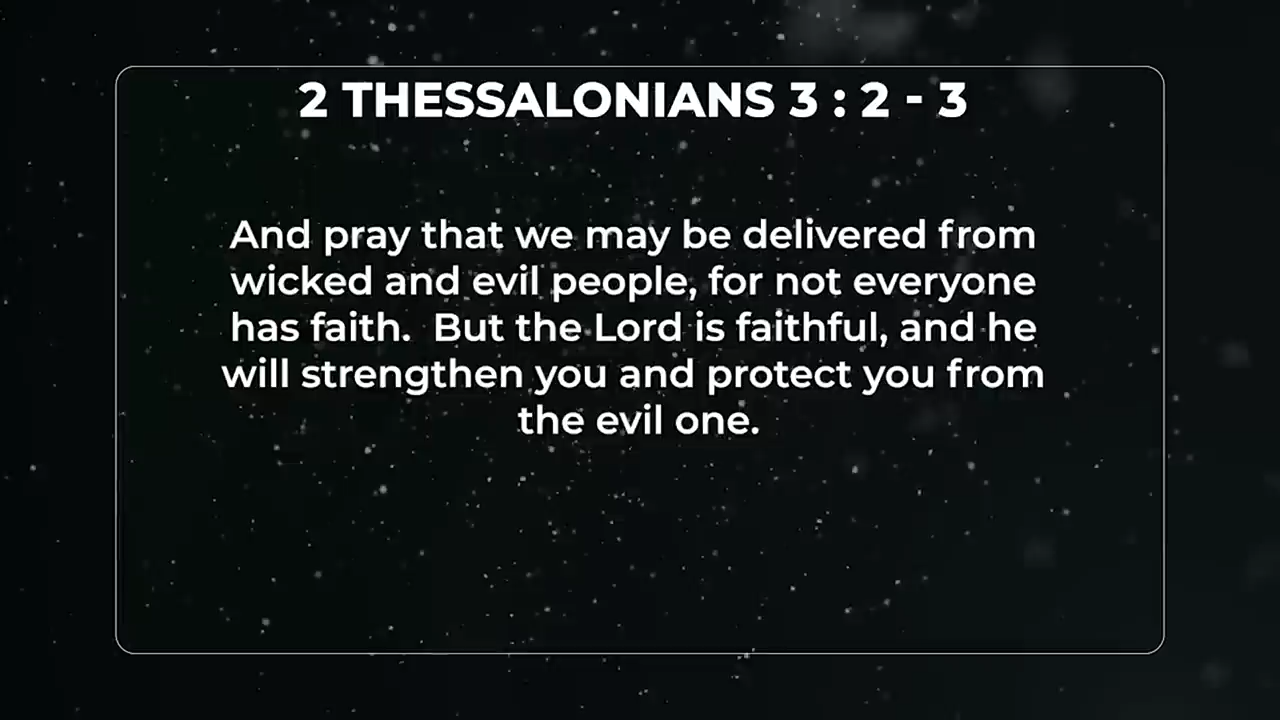 2 THESSALONIANS 3 : 2 - 3
And pray that we may be delivered from
wicked and evil people, for not everyone
has faith.  But the Lord is faithful, and he
will strengthen you and protect you from
the evil one.